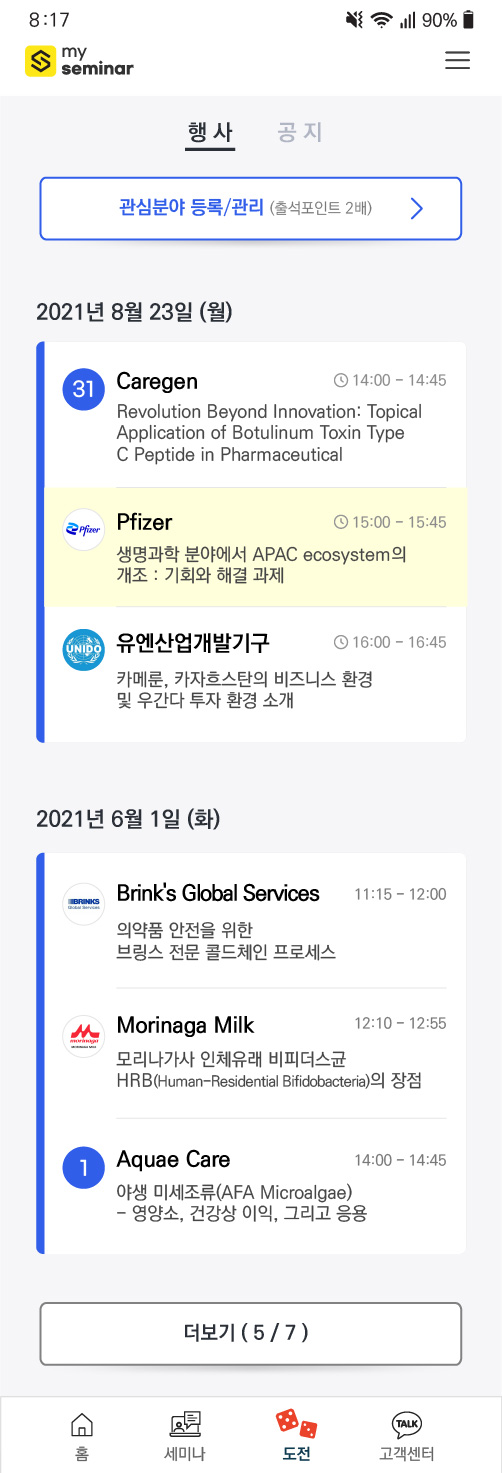 8:17
90%
my
seminar
행 사
공 지
관심분야 등록/관리 (출석포인트 2배)
2021년 8월 23일 (월)
31
Caregen
14:00 - 14:45
Revolution Beyond Innovation: Topical
Application of Botulinum Toxin Type
C Peptide in Pharmaceutical
Pfizer
Pfizer
15:00 - 15:45
생명과학 분야에서 APAC ecosystem의
개조 : 기회와 해결 과제
UNIDO
유엔산업개발기구
16:00 - 16:45
카메룬, 카자흐스탄의 비즈니스 환경
및 우간다 투자 환경 소개
2021년 6월 1일 (화)
BRINKS
Global Services
Brink's Global Services
11:15 - 12:00
의약품 안전을 위한
브링스 전문 콜드체인 프로세스
morinaga
Morinaga Milk
12:10 - 12:55
모리나가사 인체유래 비피더스균
HRB(Human-Residential Bifidobacteria)의 장점
1
Aquae Care
14:00 - 14:45
야생 미세조류(AFA Microalgae)
- 영양소, 건강상 이익, 그리고 응용
더보기 ( 5 / 7 )
TALK
홈
세미나
도전
고객센터